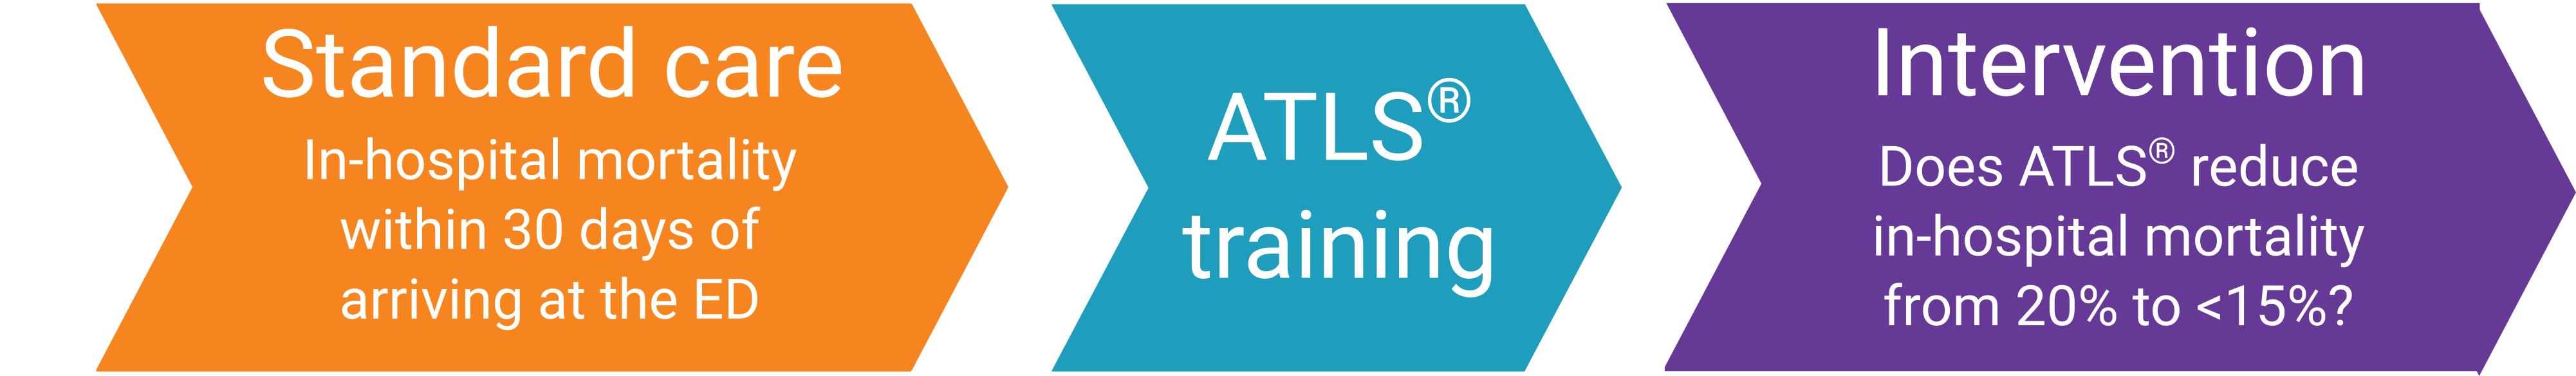 Standard care
In-hospital mortality
within 30 days of
arriving at the ED
ATLS®
training
Intervention
Does ATLS® reduce
in-hospital mortality
from 20% to <15%?